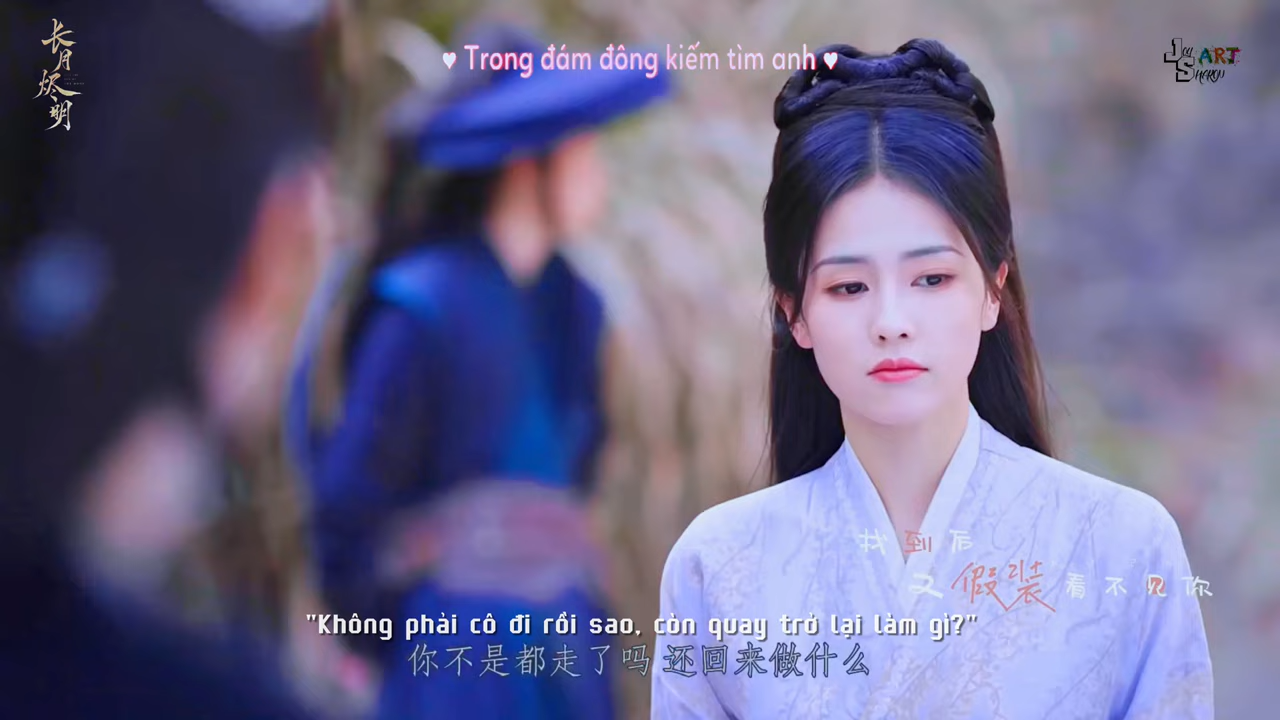 长月烬明
♥ Trong đám đông kiếm tìm anh ♥
Joy ART
SHARON
找到后
又假装看不见你
"Không phải cô đi rồi sao, còn quay trở lại làm gì?"
你不是都走了吗 还回来做什么